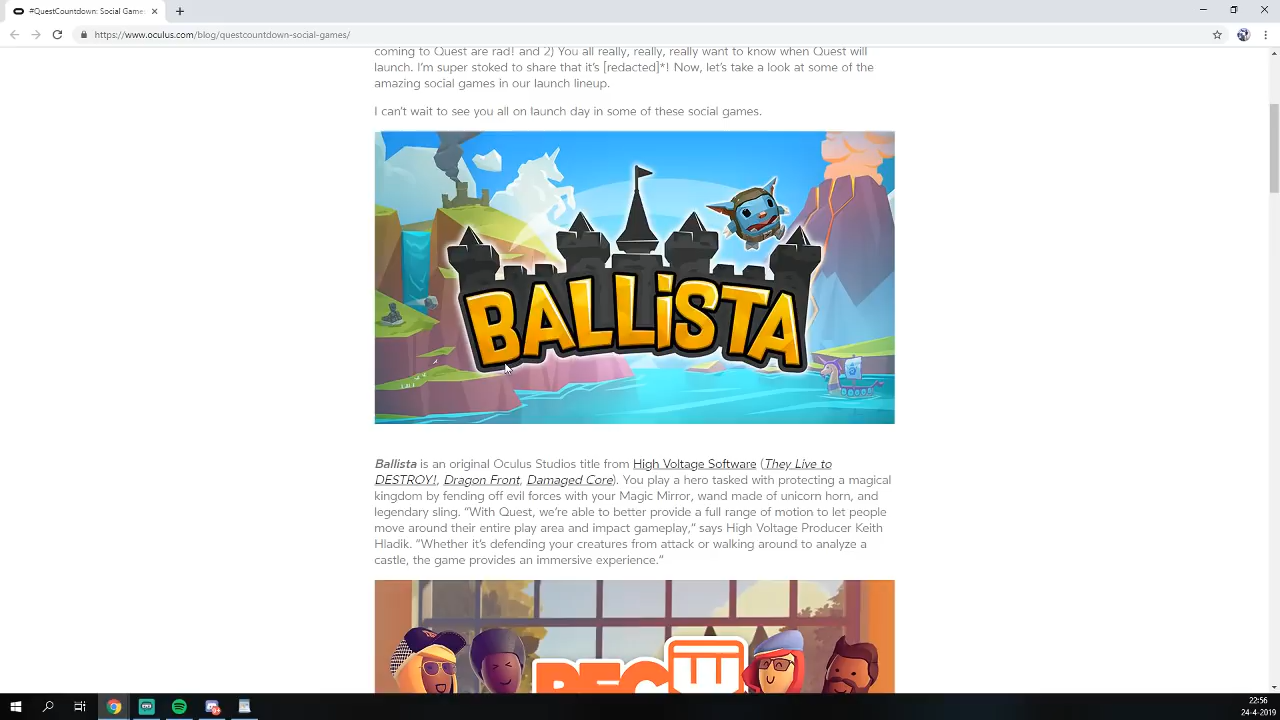 #QuestCountdown: Social Game
https://www.oculus.com/blog/questcountdown-social-games/
coming to Quest are rad! and 2) You all really, really, really want to know when Quest will
launch. I'm super stoked to share that it's [redacted]*! Now, let's take a look at some of the
amazing social games in our launch lineup.
I can't wait to see you all on launch day in some of these social games.
BALLiSTA
Ballista is an original Oculus Studios title from High Voltage Software (They Live to
DESTROY!, Dragon Front, Damaged Core). You play a hero tasked with protecting a magical
kingdom by fending off evil forces with your Magic Mirror, wand made of unicorn horn, and
legendary sling. "With Quest, we're able to better provide a full range of motion to let people
move around their entire play area and impact gameplay," says High Voltage Producer Keith
Hladik. "Whether it's defending your creatures from attack or walking around to analyze a
castle, the game provides an immersive experience."
REC
22:56
24-4-2019